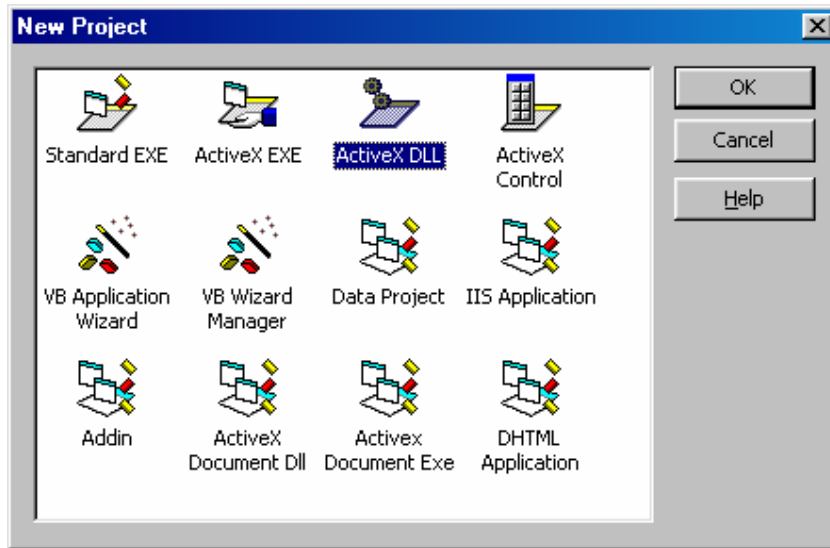 New Project
Standard EXE
ActiveX EXE
ActiveX DLL
ActiveX
Control
VB Application
Wizard
VB Wizard
Manager
Data Project
IIS Application
Addin
ActiveX
Document Dll
Activex
Document Exe
DHTML
Application
OK
Cancel
Help